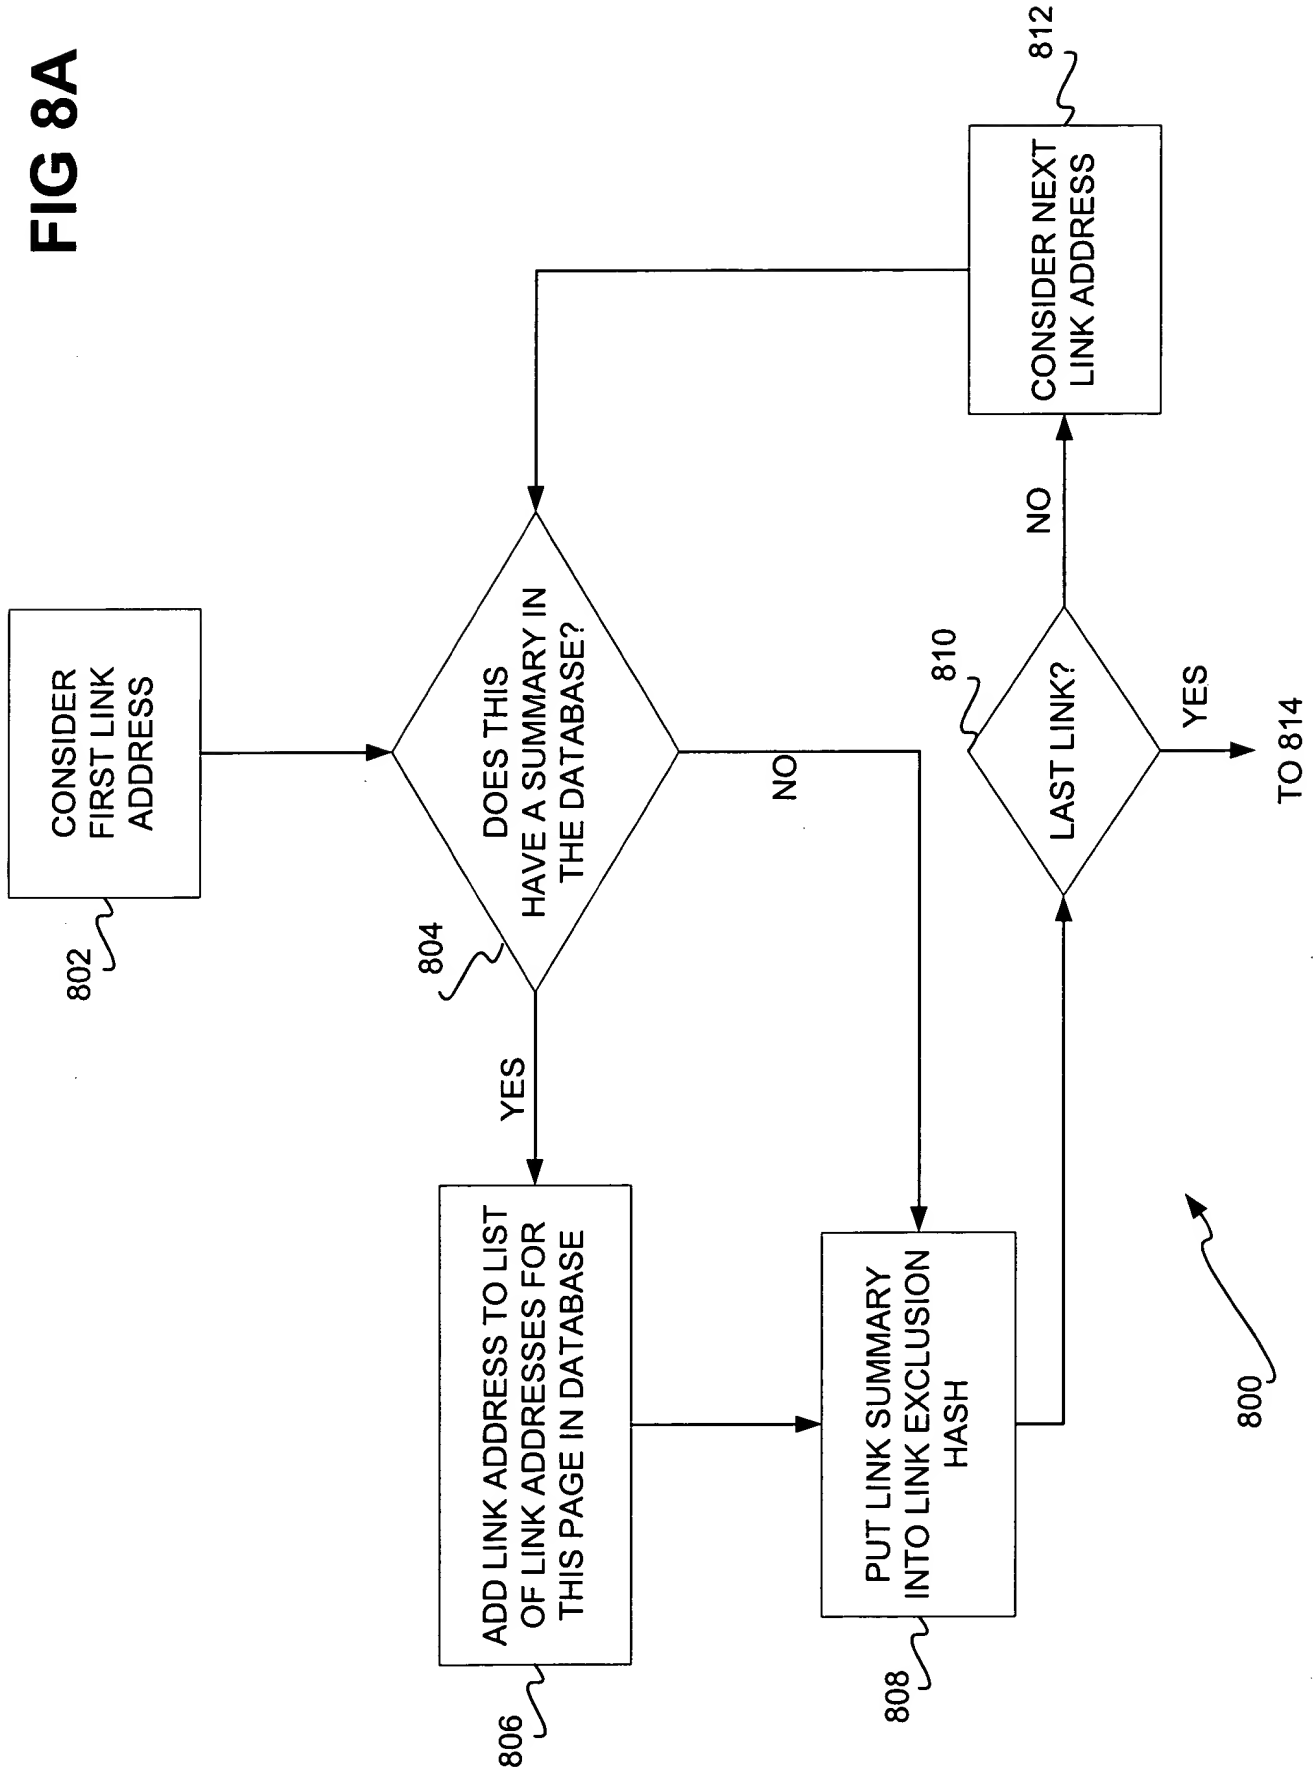 FIG 8A
802
CONSIDER
FIRST LINK
ADDRESS
804
DOES THIS
HAVE A SUMMARY IN
THE DATABASE?
YES
NO
806
ADD LINK ADDRESS TO LIST
OF LINK ADDRESSES FOR
THIS PAGE IN DATABASE
808
PUT LINK SUMMARY
INTO LINK EXCLUSION
HASH
810
LAST LINK?
NO
YES
TO 814
812
CONSIDER NEXT
LINK ADDRESS
800